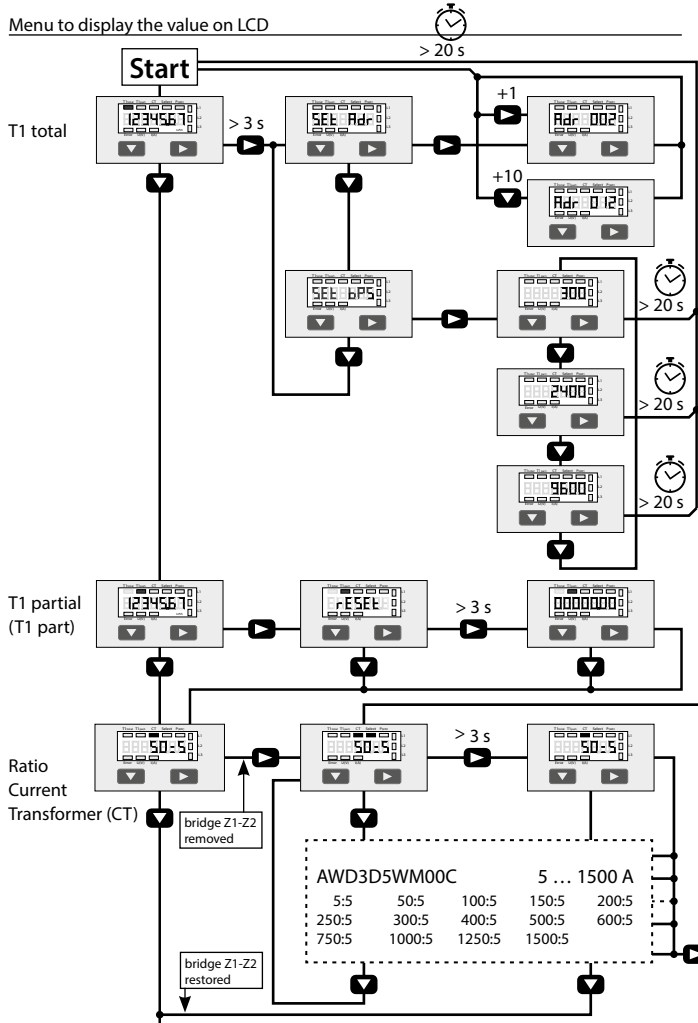 Menu to display the value on LCD
> 20 s
Start
T1 total
> 3 s
SEt Adr
+1
Adr 002
+10
Adr 012
1234567
SEt bPS
300
> 20 s
2400
> 20 s
9600
> 20 s
T1 partial
(T1 part)
1234567
rESEt
> 3 s
0000000
Ratio
Current
Transformer (CT)
50:5
50:5
> 3 s
50:5
bridge Z1-Z2
removed
AWD3D5WM00C 5 … 1500 A
5:5 50:5 100:5 150:5 200:5
250:5 300:5 400:5 500:5 600:5
750:5 1000:5 1250:5 1500:5
bridge Z1-Z2
restored